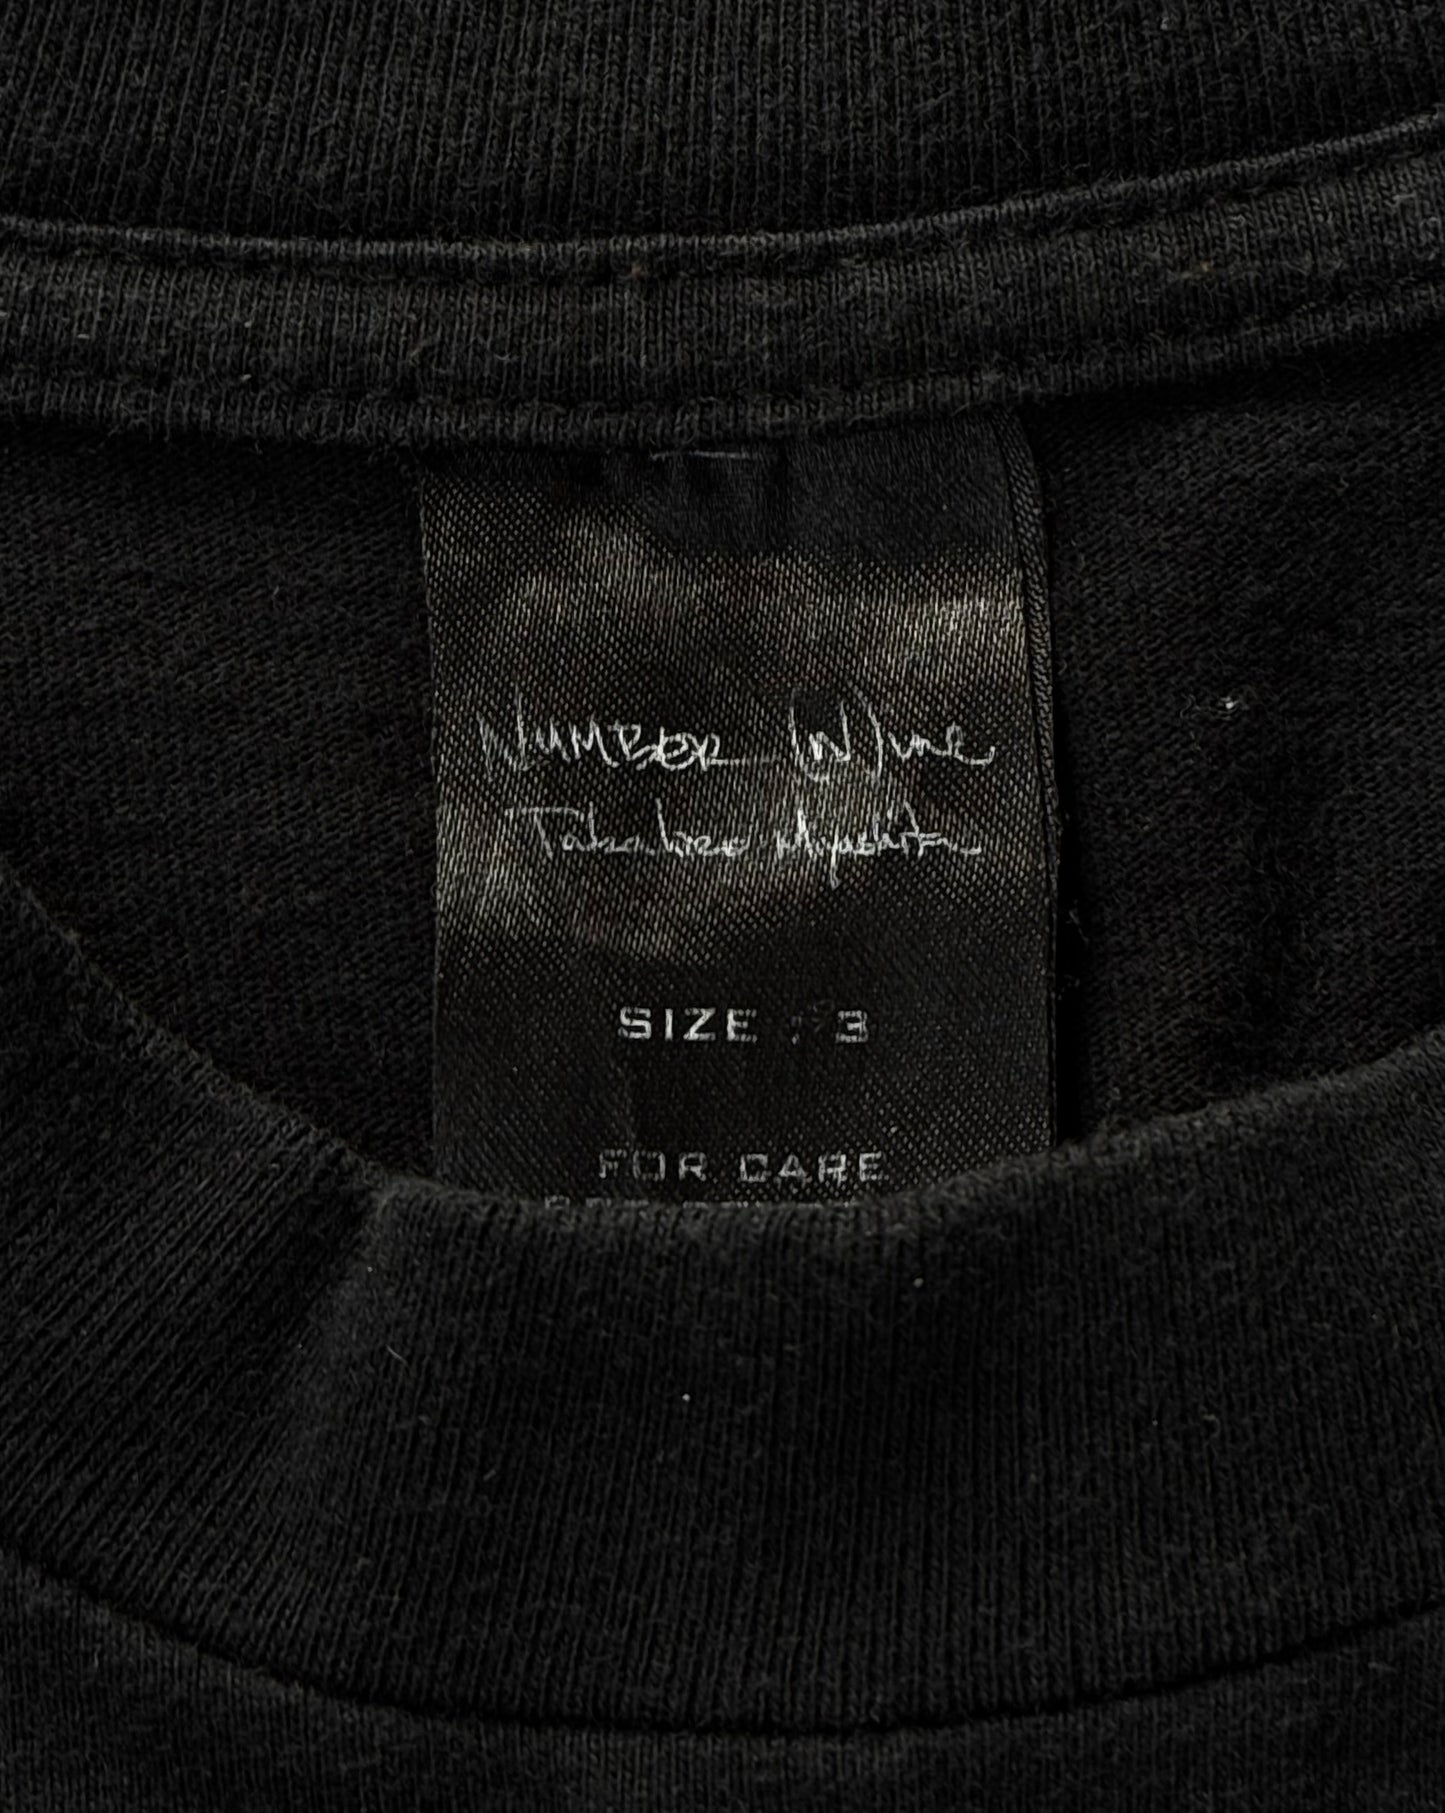 NUMBER (N)ine
Takahiro Miyashita
SIZE : 3
FOR CARE